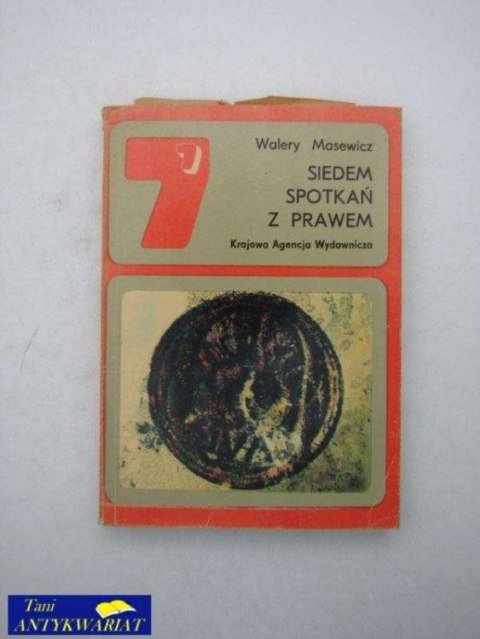 7
Walery Masewicz
SIEDEM
SPOTKAŃ
Z PRAWEM
Krajowa Agencja Wydawnicza
Tani
ANTYKWARIAT